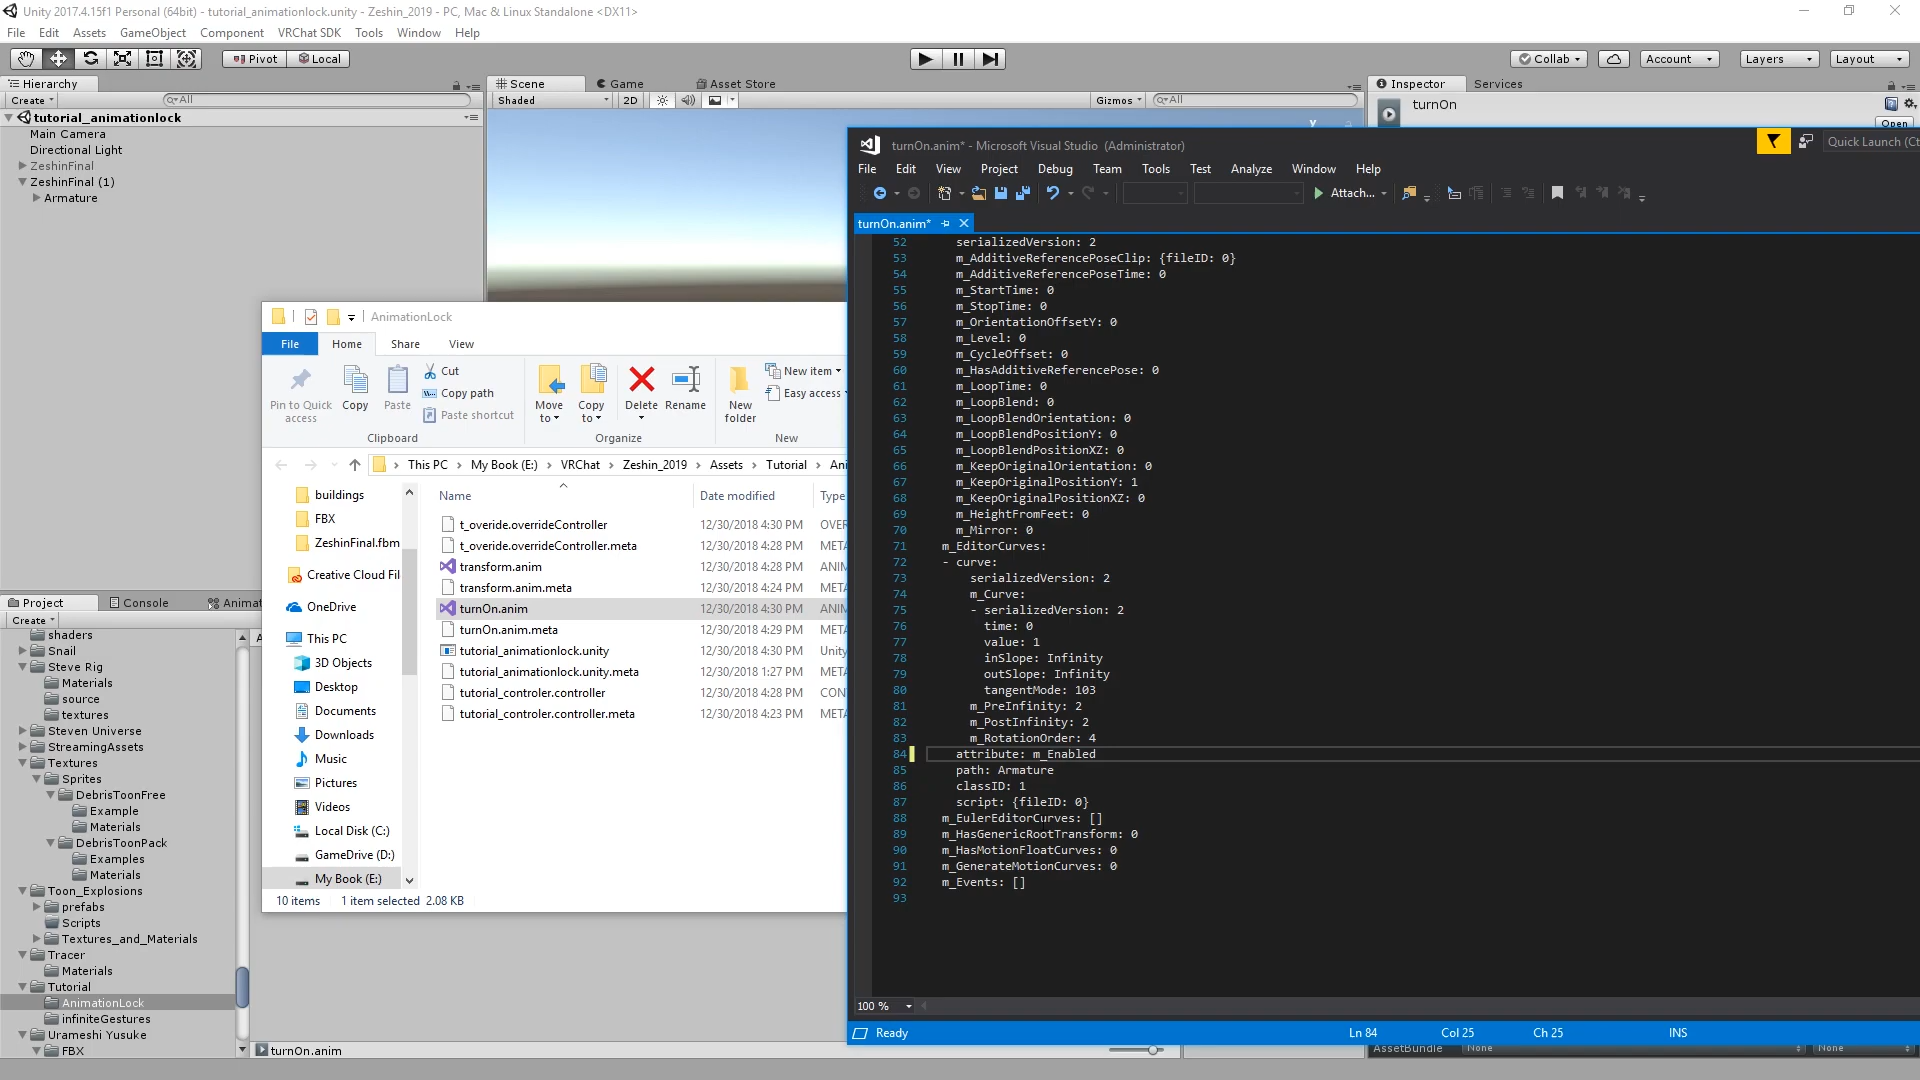 Unity 2017.4.15f1 Personal (64bit) - tutorial_animationlock.unity - Zeshin_2019 - PC, Mac & Linux Standalone <DX11>
File Edit Assets GameObject Component VRChat SDK Tools Window Help
Pivot Local Collab Account Layers Layout
Hierarchy Scene Game Asset Store Inspector Services
Create All Shaded 2D Gizmos All turnOn
Open
tutorial_animationlock
Main Camera
Directional Light
ZeshinFinal
ZeshinFinal (1)
Armature
y
turnOn.anim* - Microsoft Visual Studio (Administrator) Quick Launch (Ct
File Edit View Project Debug Team Tools Test Analyze Window Help
Attach...
turnOn.anim*
52 serializedVersion: 2
53 m_AdditiveReferencePoseClip: {fileID: 0}
54 m_AdditiveReferencePoseTime: 0
55 m_StartTime: 0
56 m_StopTime: 0
57 m_OrientationOffsetY: 0
58 m_Level: 0
59 m_CycleOffset: 0
60 m_HasAdditiveReferencePose: 0
61 m_LoopTime: 0
62 m_LoopBlend: 0
63 m_LoopBlendOrientation: 0
64 m_LoopBlendPositionY: 0
65 m_LoopBlendPositionXZ: 0
66 m_KeepOriginalOrientation: 0
67 m_KeepOriginalPositionY: 1
68 m_KeepOriginalPositionXZ: 0
69 m_HeightFromFeet: 0
70 m_Mirror: 0
71 m_EditorCurves:
72 - curve:
73 serializedVersion: 2
74 m_Curve:
75 - serializedVersion: 2
76 time: 0
77 value: 1
78 inSlope: Infinity
79 outSlope: Infinity
80 tangentMode: 103
81 m_PreInfinity: 2
82 m_PostInfinity: 2
83 m_RotationOrder: 4
84 attribute: m_Enabled
85 path: Armature
86 classID: 1
87 script: {fileID: 0}
88 m_EulerEditorCurves: []
89 m_HasGenericRootTransform: 0
90 m_HasMotionFloatCurves: 0
91 m_GenerateMotionCurves: 0
92 m_Events: []
93
100 %
Ready Ln 84 Col 25 Ch 25 INS
AnimationLock
File Home Share View
Pin to Quick access
Copy
Paste
Cut
Copy path
Paste shortcut
Clipboard
Move to
Copy to
Delete
Rename
Organize
New folder
New item
Easy access
New
This PC > My Book (E:) > VRChat > Zeshin_2019 > Assets > Tutorial > Ani
Name Date modified Type
buildings
FBX
ZeshinFinal.fbm
Creative Cloud Fil
OneDrive
This PC
3D Objects
Desktop
Documents
Downloads
Music
Pictures
Videos
Local Disk (C:)
GameDrive (D:)
My Book (E:)
t_overide.overrideController 12/30/2018 4:30 PM OVER
t_overide.overrideController.meta 12/30/2018 4:28 PM META
transform.anim 12/30/2018 4:28 PM ANIM
transform.anim.meta 12/30/2018 4:24 PM META
turnOn.anim 12/30/2018 4:30 PM ANIM
turnOn.anim.meta 12/30/2018 4:29 PM META
tutorial_animationlock.unity 12/30/2018 4:30 PM Unity
tutorial_animationlock.unity.meta 12/30/2018 1:27 PM META
tutorial_controler.controller 12/30/2018 4:28 PM CON
tutorial_controler.controller.meta 12/30/2018 4:23 PM META
10 items 1 item selected 2.08 KB
Project Console Animat
Create
shaders
Snail
Steve Rig
Materials
source
textures
Steven Universe
StreamingAssets
Textures
Sprites
DebrisToonFree
Example
Materials
DebrisToonPack
Examples
Materials
Toon_Explosions
prefabs
Scripts
Textures_and_Materials
Tracer
Materials
Tutorial
AnimationLock
infiniteGestures
Urameshi Yusuke
FBX
turnOn.anim
AssetBundle None None